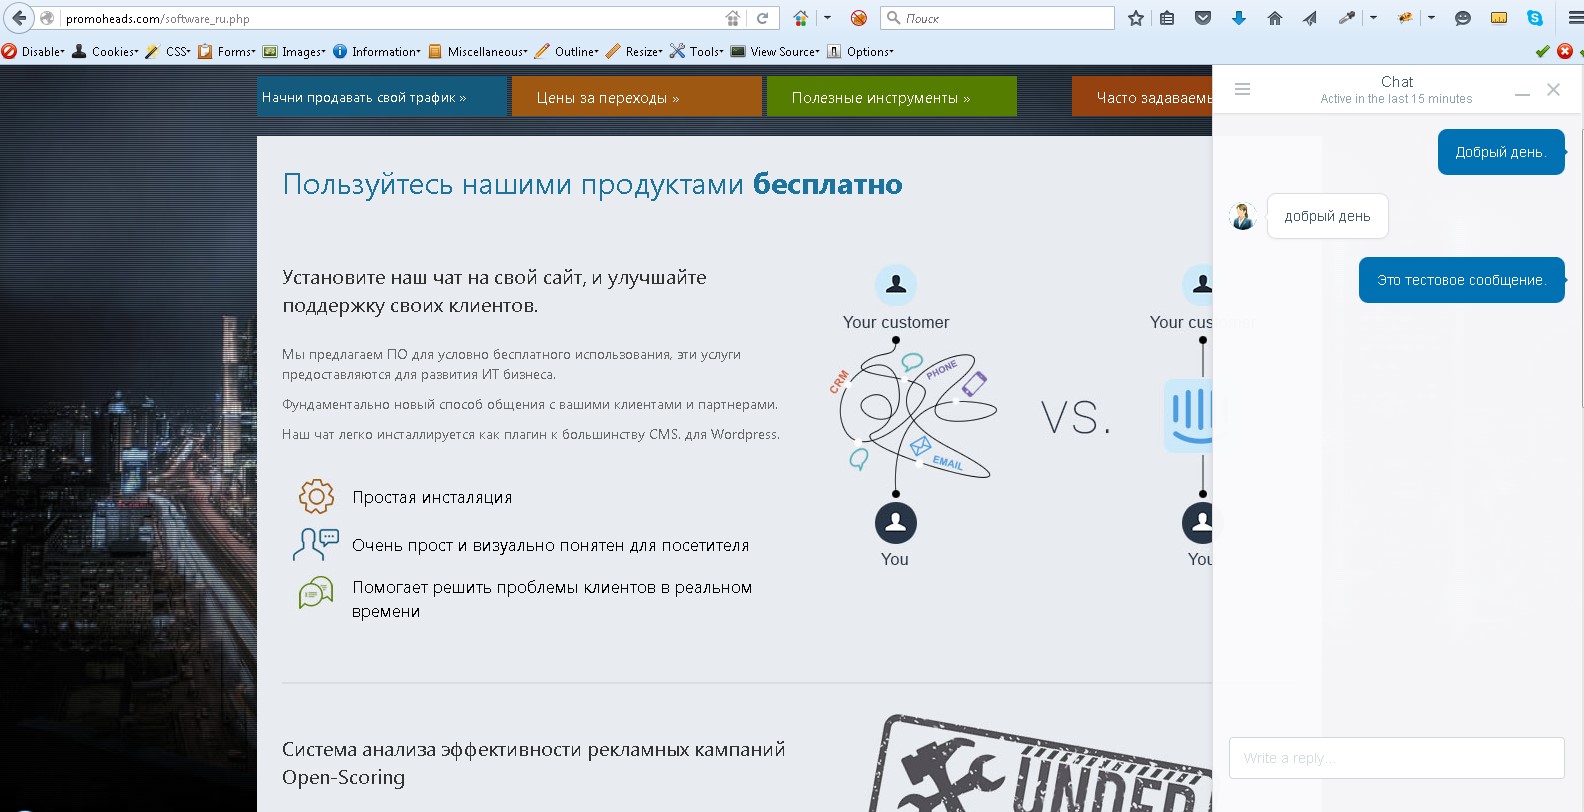 promoheads.com/software_ru.php
Поиск
Disable
Cookies
CSS
Forms
Images
Information
Miscellaneous
Outline
Resize
Tools
View Source
Options
Начни продавать свой трафик »
Цены за переходы »
Полезные инструменты »
Часто задаваемы
Пользуйтесь нашими продуктами бесплатно
Установите наш чат на свой сайт, и улучшайте
поддержку своих клиентов.
Мы предлагаем ПО для условно бесплатного использования, эти услуги
предоставляются для развития ИТ бизнеса.
Фундаментально новый способ общения с вашими клиентами и партнерами.
Наш чат легко инсталлируется как плагин к большинству CMS. для Wordpress.
Простая инсталяция
Очень прост и визуально понятен для посетителя
Помогает решить проблемы клиентов в реальном
времени
Your customer
CRM
PHONE
EMAIL
You
VS.
Your customer
You
Система анализа эффективности рекламных кампаний
Open-Scoring
UNDER
Chat
Active in the last 15 minutes
Добрый день.
добрый день
Это тестовое сообщение.
Write a reply...